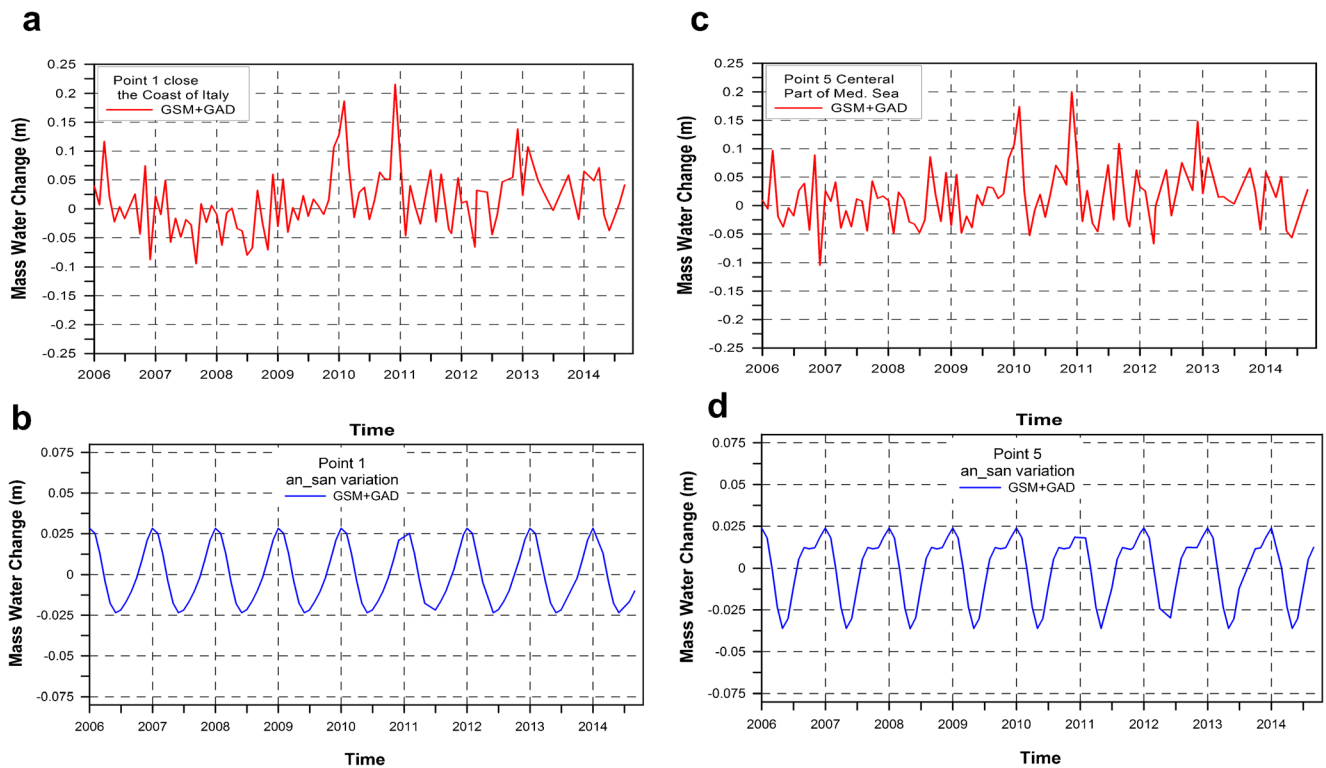 a
0.25
0.2
0.15
0.1
0.05
0
-0.05
-0.1
-0.15
-0.2
-0.25
Mass Water Change (m)
Point 1 close
the Coast of Italy
GSM+GAD
2006 2007 2008 2009 2010 2011 2012 2013 2014
Time
c
0.25
0.2
0.15
0.1
0.05
0
-0.05
-0.1
-0.15
-0.2
-0.25
Mass Water Change (m)
Point 5 Centeral
Part of Med. Sea
GSM+GAD
2006 2007 2008 2009 2010 2011 2012 2013 2014
Time
b
0.075
0.05
0.025
0
-0.025
-0.05
-0.075
Mass Water Change (m)
Point 1
an_san variation
GSM+GAD
2006 2007 2008 2009 2010 2011 2012 2013 2014
Time
d
0.075
0.05
0.025
0
-0.025
-0.05
-0.075
Mass Water Change (m)
Point 5
an_san variation
GSM+GAD
2006 2007 2008 2009 2010 2011 2012 2013 2014
Time